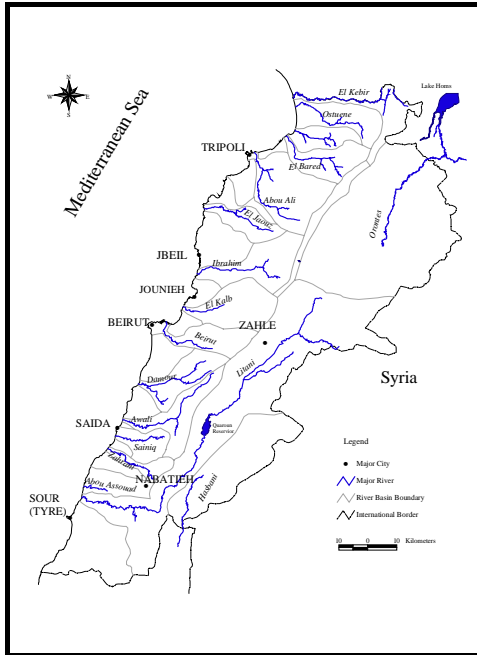 N
W E
S
Mediterranean Sea
El Kebir
Lake Homs
Ostuene
TRIPOLI
El Bared
Abou Ali
El Jaouz
Orontes
JBEIL
Ibrahim
JOUNIEH
El Kalb
BEIRUT
Beirut
ZAHLE
Litani
Damour
Syria
Awali
SAIDA
Quaraun
Reservoir
Sainiq
Zahrani
NABATIEH
Abou Assouad
Hasbani
SOUR
(TYRE)
Legend
Major City
Major River
River Basin Boundary
International Border
10 0 10 Kilometers